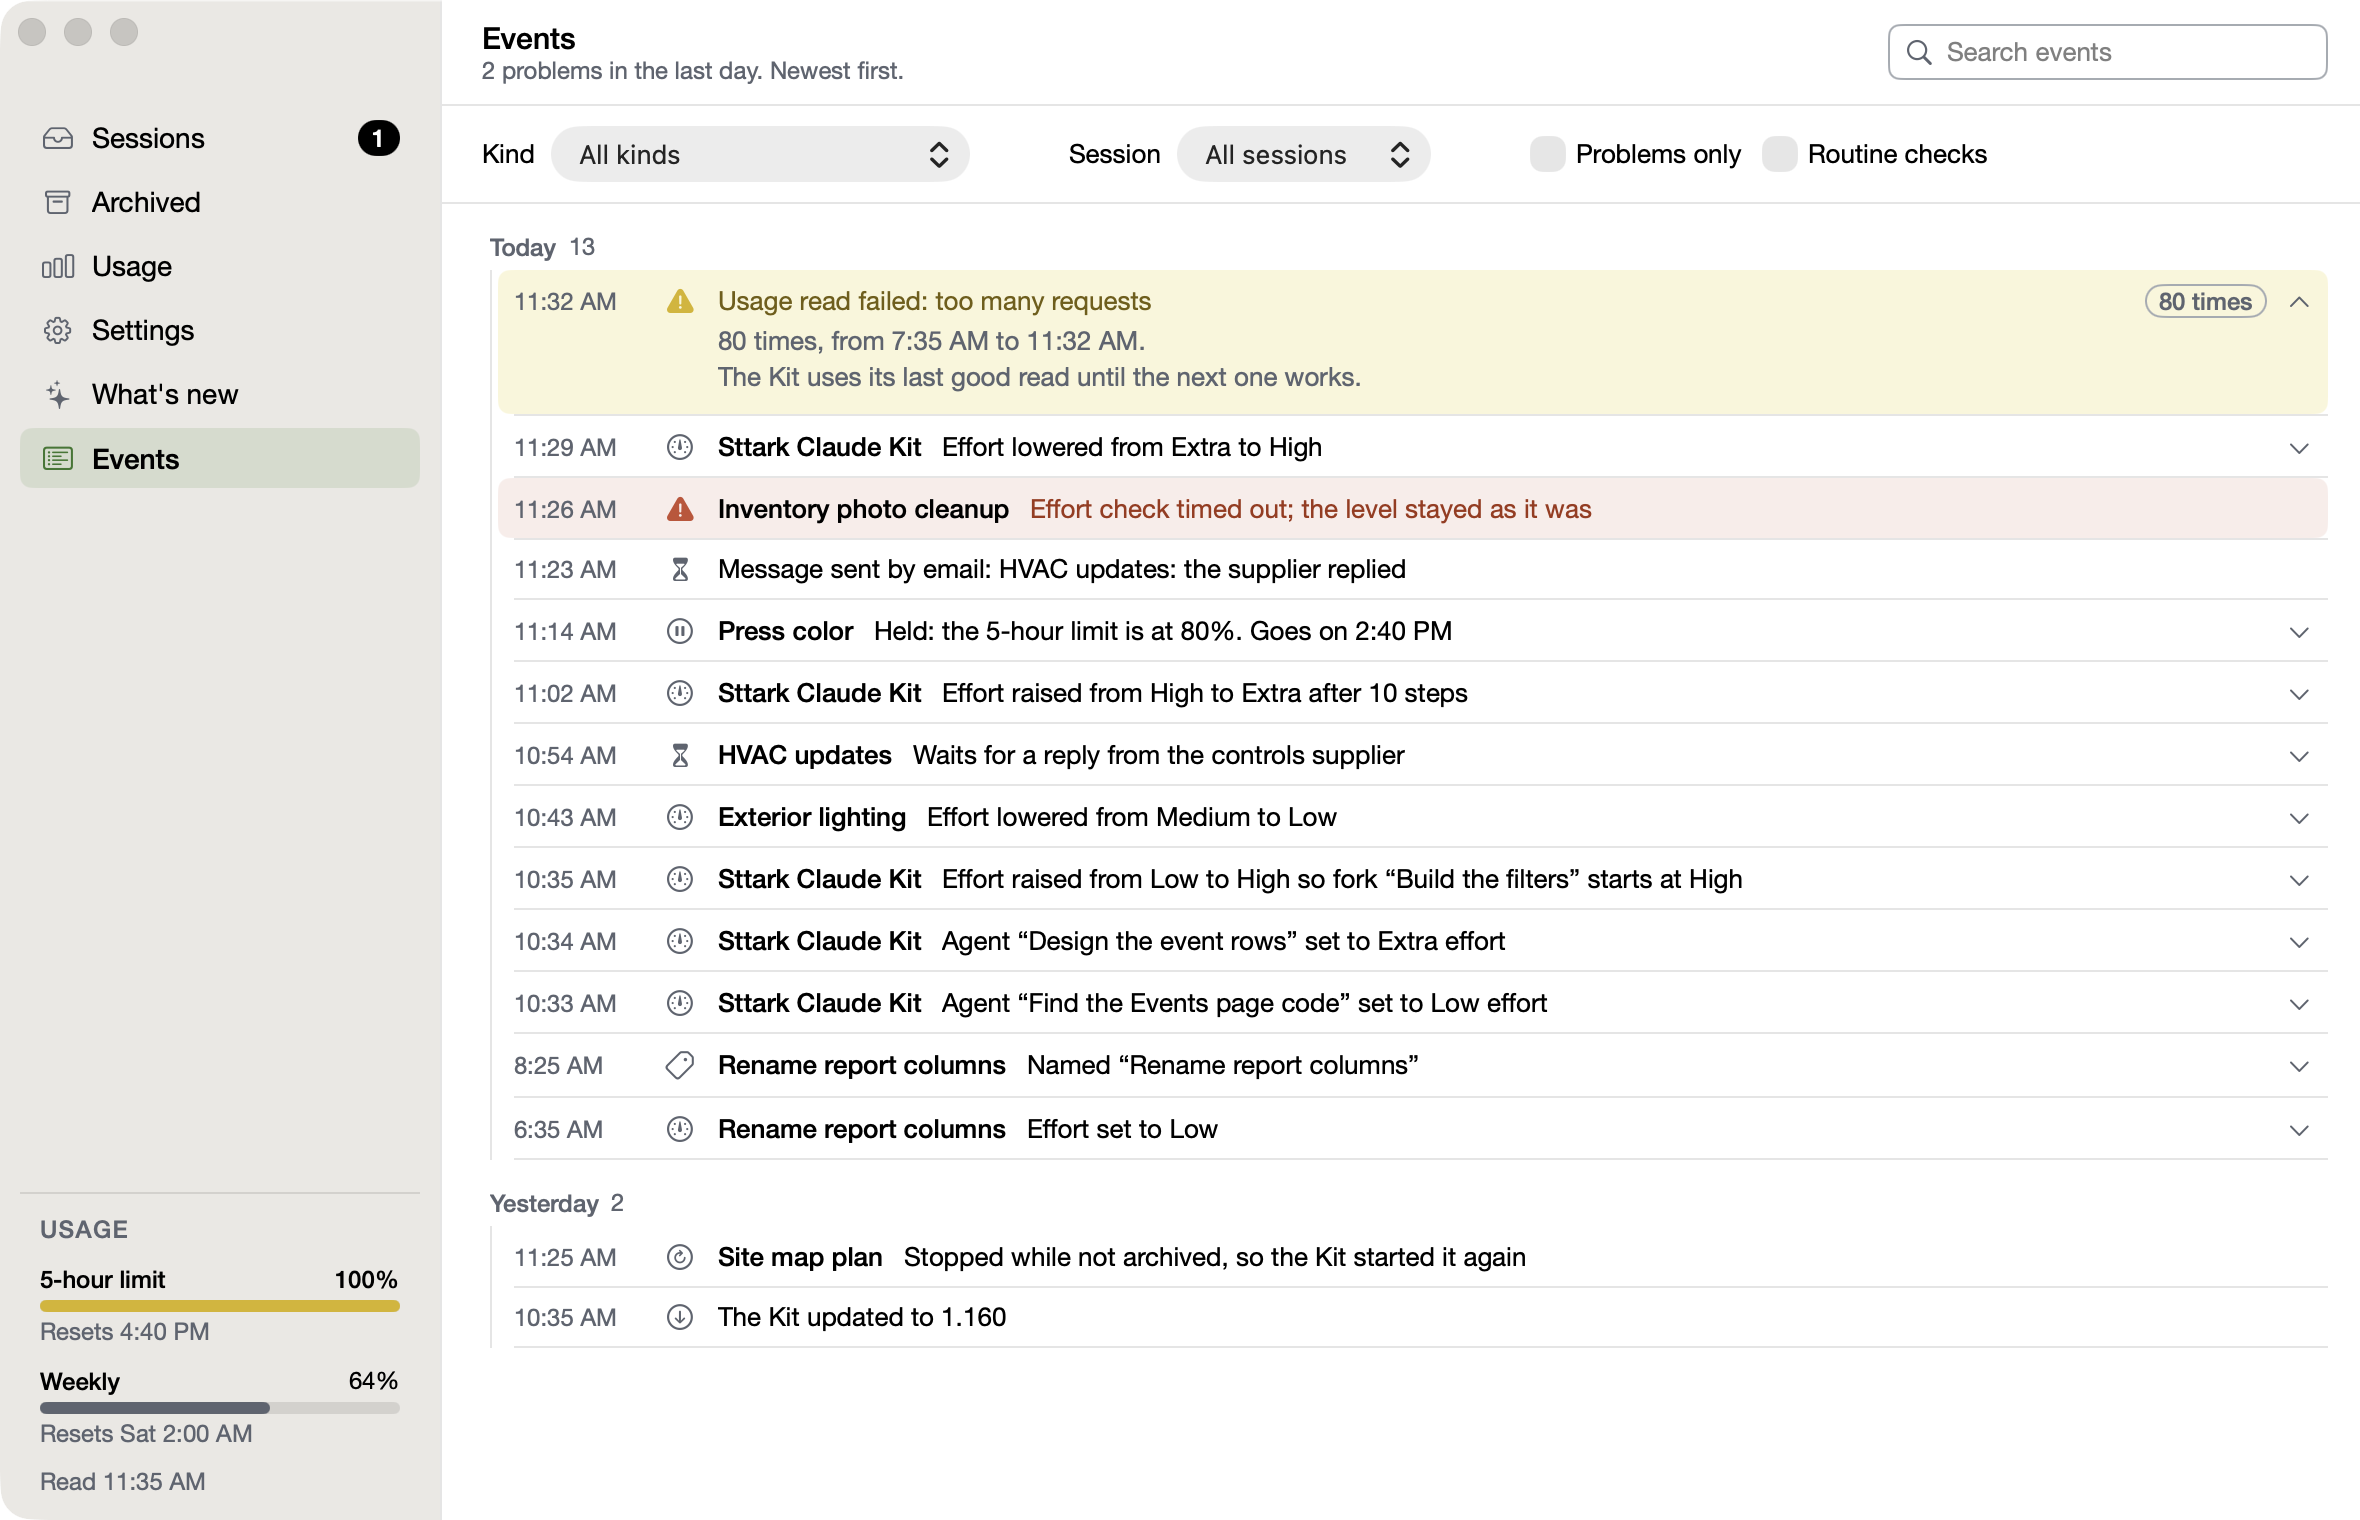 Events
2 problems in the last day. Newest first.
Search events
Sessions 1
Archived
Usage
Settings
What's new
Events
Kind All kinds Session All sessions Problems only Routine checks
Today 13
11:32 AM Usage read failed: too many requests 80 times
80 times, from 7:35 AM to 11:32 AM.
The Kit uses its last good read until the next one works.
11:29 AM Sttark Claude Kit Effort lowered from Extra to High
11:26 AM Inventory photo cleanup Effort check timed out; the level stayed as it was
11:23 AM Message sent by email: HVAC updates: the supplier replied
11:14 AM Press color Held: the 5-hour limit is at 80%. Goes on 2:40 PM
11:02 AM Sttark Claude Kit Effort raised from High to Extra after 10 steps
10:54 AM HVAC updates Waits for a reply from the controls supplier
10:43 AM Exterior lighting Effort lowered from Medium to Low
10:35 AM Sttark Claude Kit Effort raised from Low to High so fork “Build the filters” starts at High
10:34 AM Sttark Claude Kit Agent “Design the event rows” set to Extra effort
10:33 AM Sttark Claude Kit Agent “Find the Events page code” set to Low effort
8:25 AM Rename report columns Named “Rename report columns”
6:35 AM Rename report columns Effort set to Low
Yesterday 2
11:25 AM Site map plan Stopped while not archived, so the Kit started it again
10:35 AM The Kit updated to 1.160
USAGE
5-hour limit 100%
Resets 4:40 PM
Weekly 64%
Resets Sat 2:00 AM
Read 11:35 AM